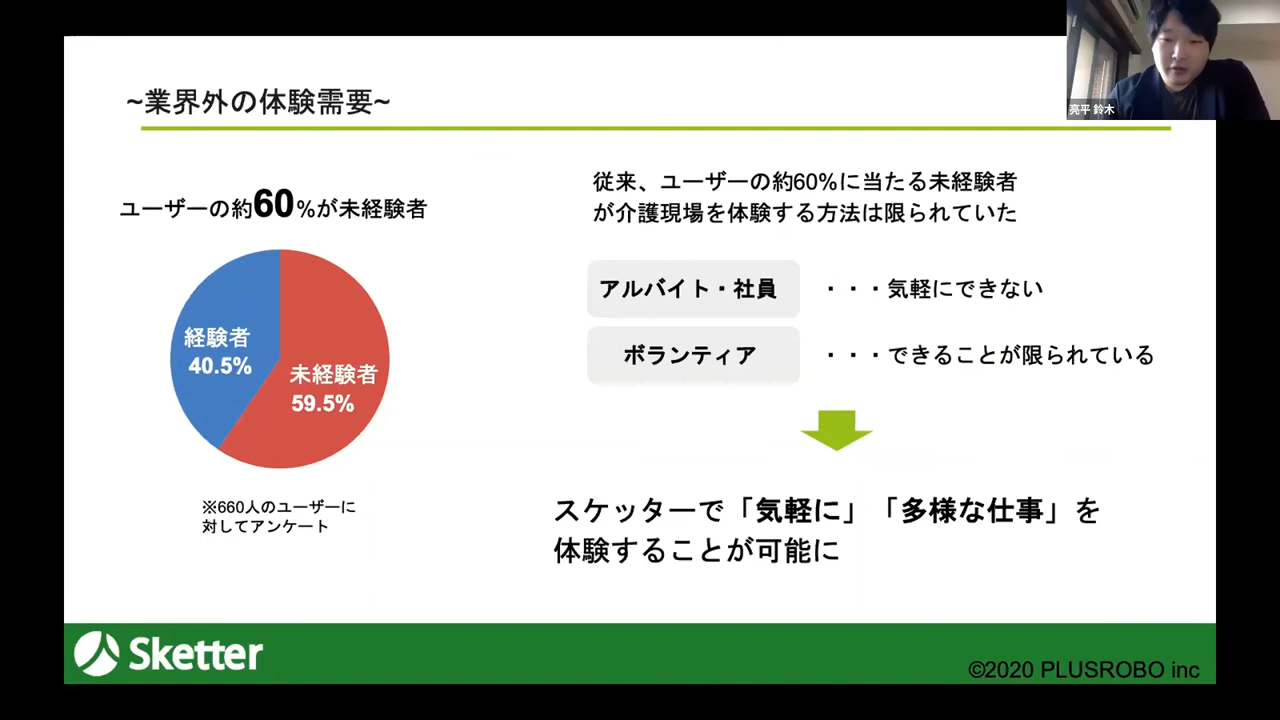 ~業界外の体験需要~
亮平 鈴木
ユーザーの約60%が未経験者
経験者
40.5%
未経験者
59.5%
※660人のユーザーに
対してアンケート
従来、ユーザーの約60%に当たる未経験者
が介護現場を体験する方法は限られていた
アルバイト・社員 ・・・気軽にできない
ボランティア ・・・できることが限られている
スケッターで「気軽に」「多様な仕事」を
体験することが可能に
Sketter
©2020 PLUSROBO inc